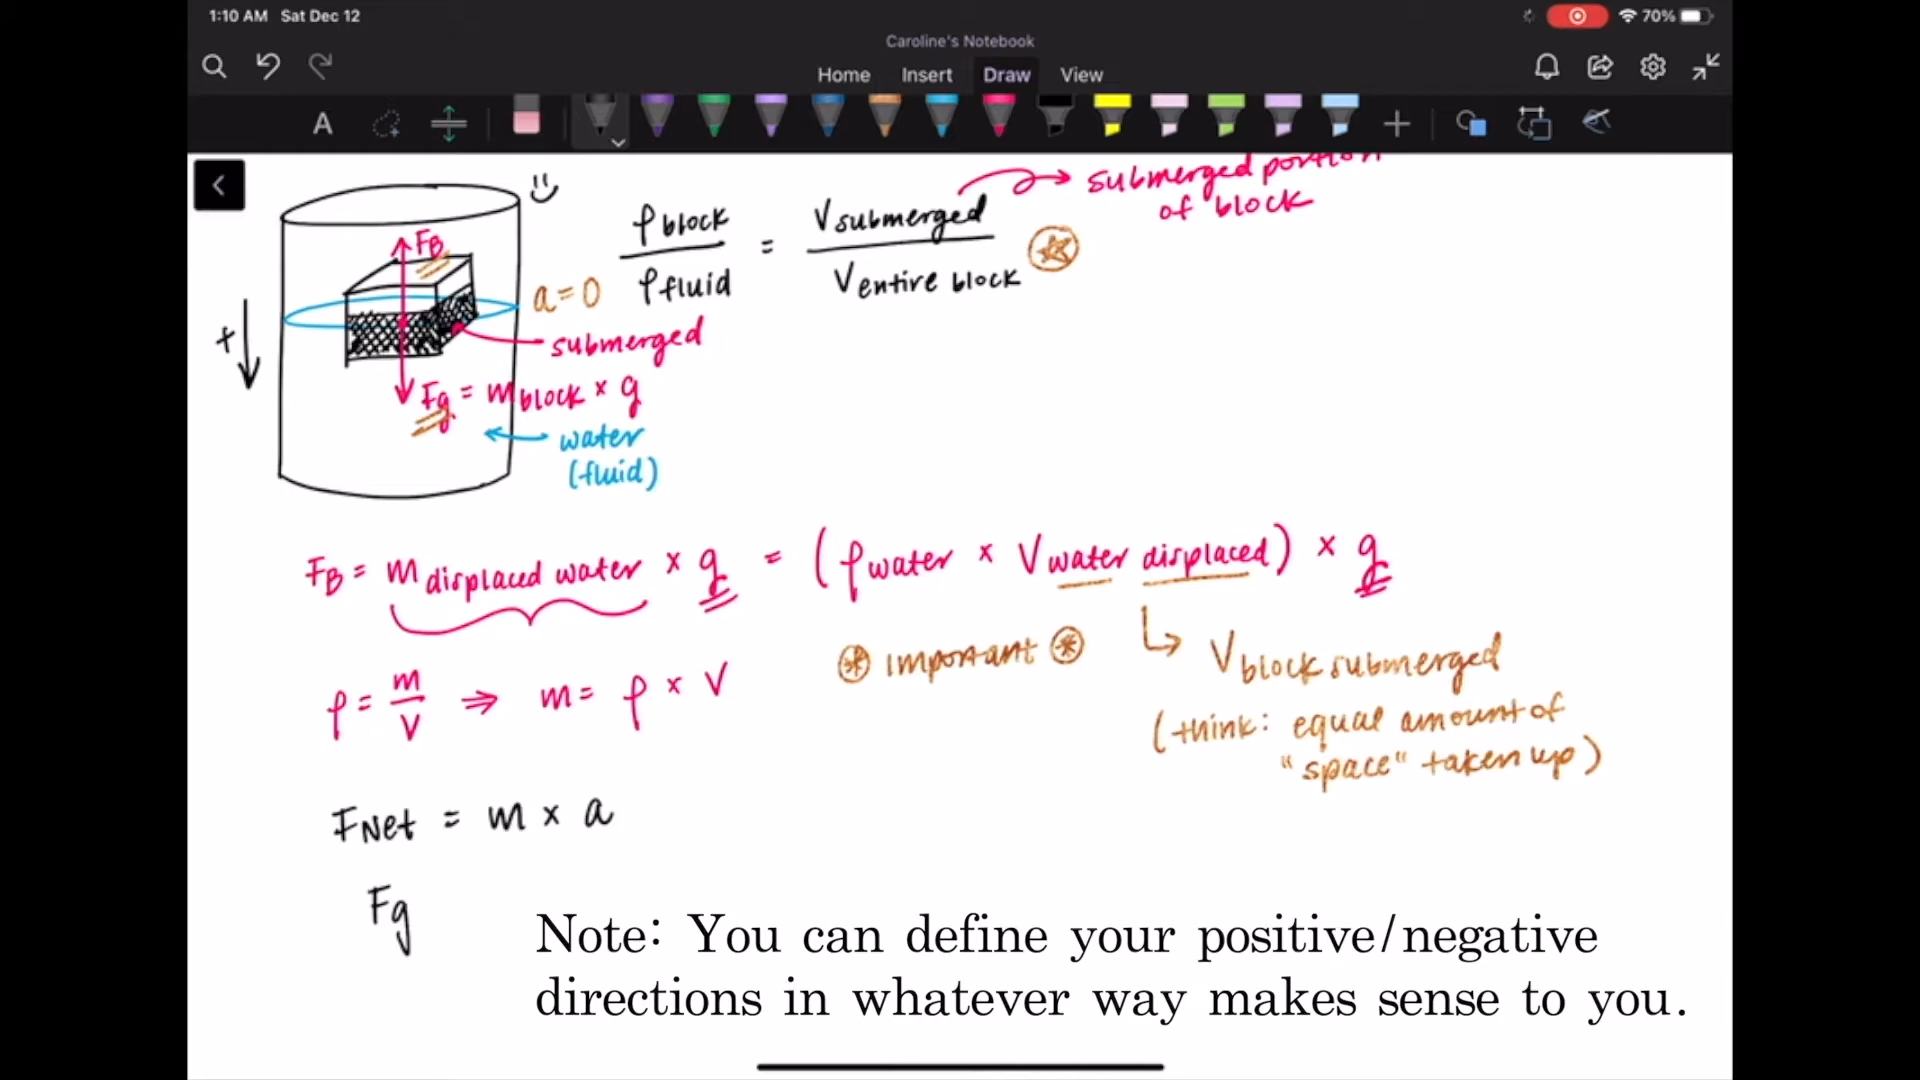 1:10 AM Sat Dec 12
70%
Caroline's Notebook
Home Insert Draw View
A
submerged portion
of block
ρblock / ρfluid = Vsubmerged / Ventire block
FB
a=0
+
submerged
Fg = mblock × g
water
(fluid)
FB = m displaced water × g = (ρwater × Vwater displaced) × g
* important *
Vblock submerged
(think: equal amount of
"space" taken up)
ρ = m/V ⇒ m = ρ × V
FNet = m × a
Fg
Note: You can define your positive/negative
directions in whatever way makes sense to you.